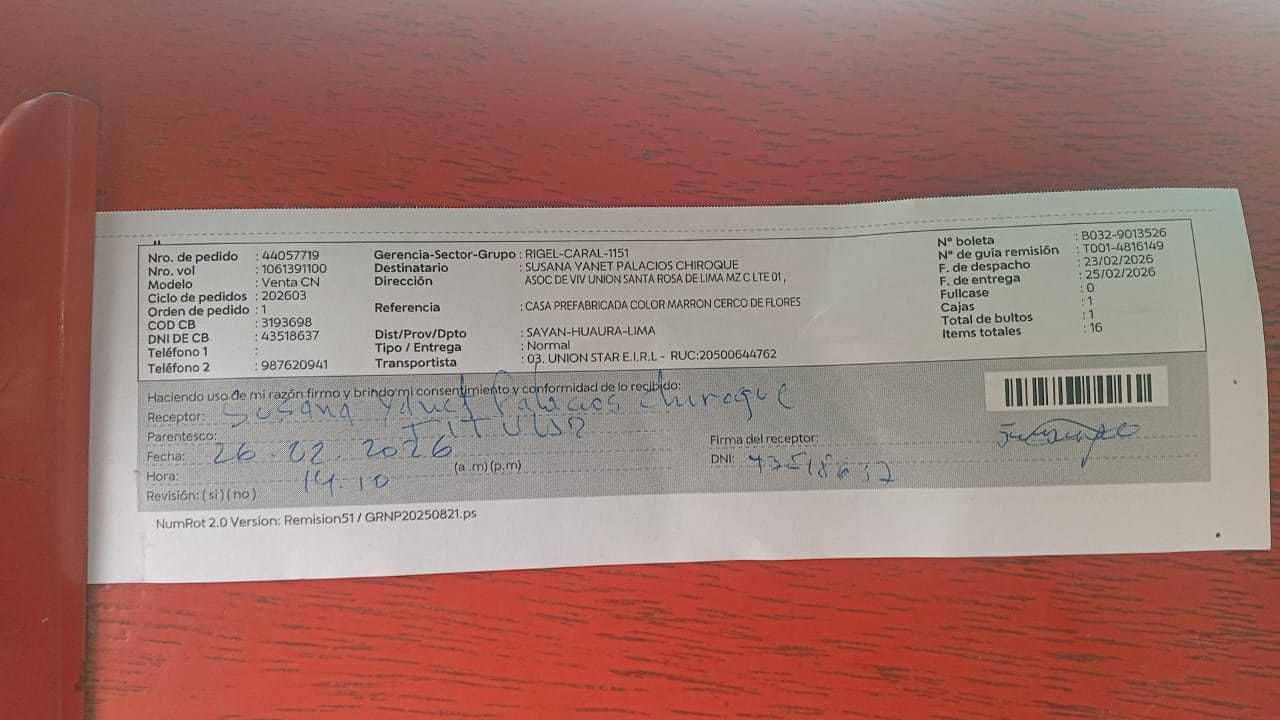 Nro. de pedido : 44057719
Nro. vol : 1061391100
Modelo : Venta CN
Ciclo de pedidos : 202603
Orden de pedido : 1
COD CB : 3193698
DNI DE CB : 43518637
Teléfono 1 :
Teléfono 2 : 987620941
Gerencia-Sector-Grupo : RIGEL-CARAL-1151
Destinatario : SUSANA YANET PALACIOS CHIROQUE
Dirección ASOC DE VIV UNION SANTA ROSA DE LIMA MZ C LTE 01 ,
Referencia : CASA PREFABRICADA COLOR MARRON CERCO DE FLORES
Dist/Prov/Dpto : SAYAN-HUAURA-LIMA
Tipo / Entrega : Normal
Transportista : 03. UNION STAR E.I.R.L - RUC:20500644762
N° boleta : B032-9013526
N° de guía remisión : T001-4816149
F. de despacho : 23/02/2026
F. de entrega : 25/02/2026
Fullcase : 0
Cajas : 1
Total de bultos : 1
Items totales : 16
Haciendo uso de mi razón firmo y brindo mi consentimiento y conformidad de lo recibido:
Receptor: Susana Yanet Palacios Chiroque
Parentesco: TITULAR
Fecha: 26.22.2026
Hora: 14.10 (a .m) (p.m)
Revisión: ( si ) ( no )
Firma del receptor:
DNI: 43518637
NumRot 2.0 Version: Remision51 / GRNP20250821.ps